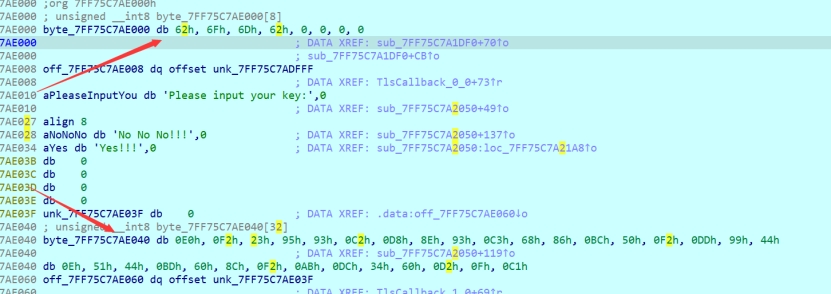 7AE000 ;org 7FF75C7AE000h
7AE000 ; unsigned __int8 byte_7FF75C7AE000[8]
7AE000 byte_7FF75C7AE000 db 62h, 6Fh, 6Dh, 62h, 0, 0, 0, 0
7AE000 ; DATA XREF: sub_7FF75C7A1DF0+70↑o
7AE000 ; sub_7FF75C7A1DF0+CB↑o
7AE008 off_7FF75C7AE008 dq offset unk_7FF75C7ADFFF
7AE008 ; DATA XREF: TlsCallback_0_0+73↑r
7AE010 aPleaseInputYou db 'Please input your key:',0
7AE010 ; DATA XREF: sub_7FF75C7A2050+49↑o
7AE027 align 8
7AE028 aNoNoNo db 'No No No!!!',0 ; DATA XREF: sub_7FF75C7A2050+137↑o
7AE034 aYes db 'Yes!!!',0 ; DATA XREF: sub_7FF75C7A2050:loc_7FF75C7A21A8↑o
7AE03B db 0
7AE03C db 0
7AE03D db 0
7AE03E db 0
7AE03F unk_7FF75C7AE03F db 0 ; DATA XREF: .data:off_7FF75C7AE060↓o
7AE040 ; unsigned __int8 byte_7FF75C7AE040[32]
7AE040 byte_7FF75C7AE040 db 0E0h, 0F2h, 23h, 95h, 93h, 0C2h, 0D8h, 8Eh, 93h, 0C3h, 68h, 86h, 0BCh, 50h, 0F2h, 0DDh, 99h, 44h
7AE040 ; DATA XREF: sub_7FF75C7A2050+119↑o
7AE040 db 0Eh, 51h, 44h, 0BDh, 60h, 8Ch, 0F2h, 0ABh, 0DCh, 34h, 60h, 0D2h, 0Fh, 0C1h
7AE060 off_7FF75C7AE060 dq offset unk_7FF75C7AE03F
7AE060 ; DATA XREF: TlsCallback_1_0+69↑r